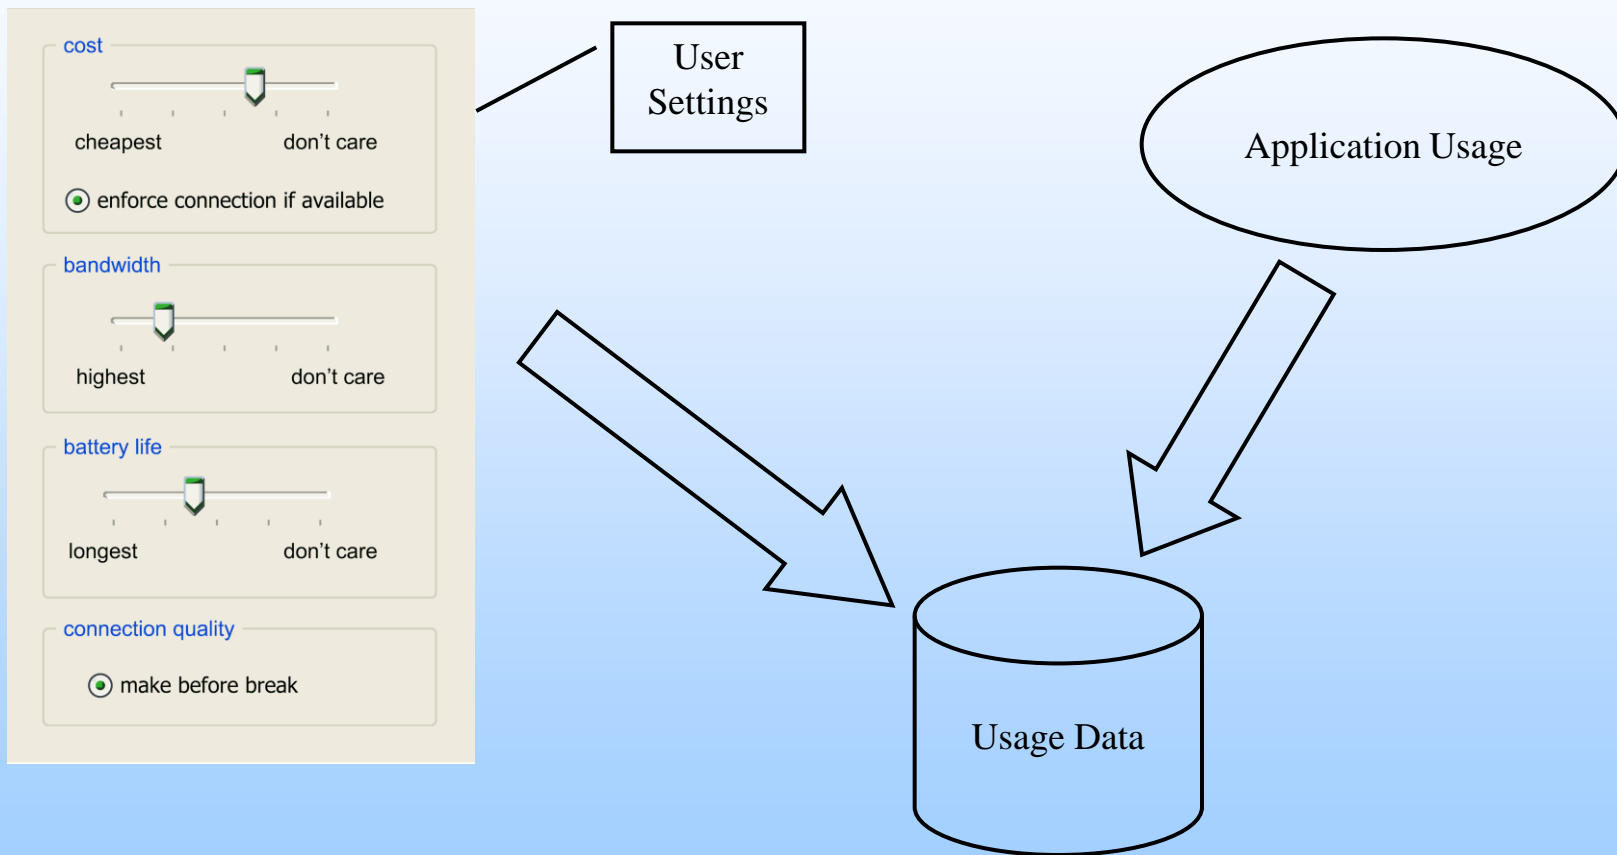 cost
cheapest don't care
enforce connection if available
bandwidth
highest don't care
battery life
longest don't care
connection quality
make before break
User
Settings
Application Usage
Usage Data